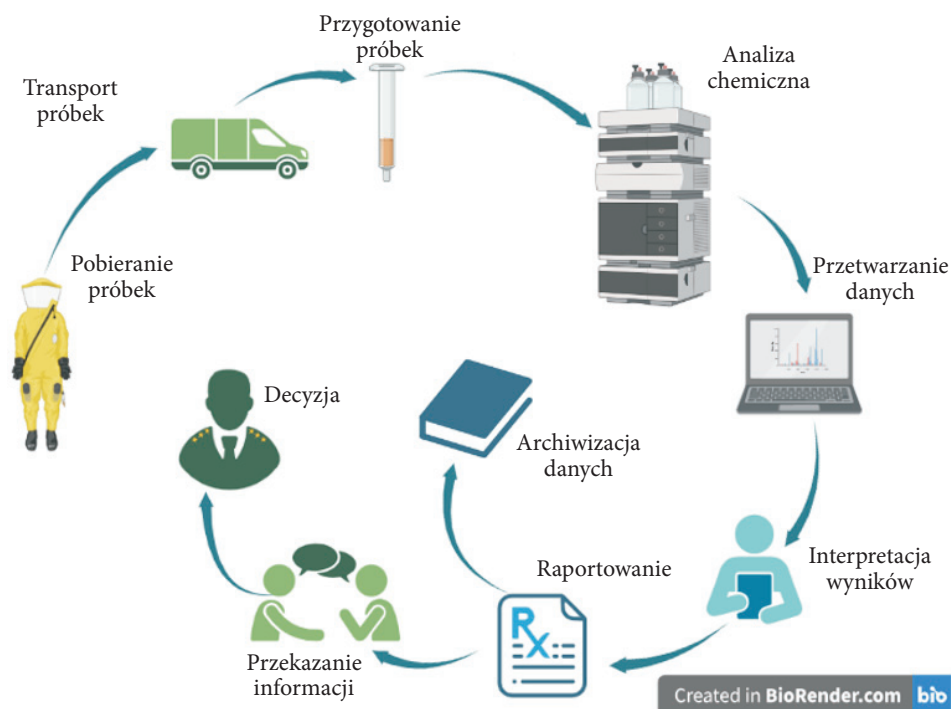 Przygotowanie
próbek
Transport
próbek
Analiza
chemiczna
Pobieranie
próbek
Przetwarzanie
danych
Decyzja
Archiwizacja
danych
Interpretacja
wyników
Raportowanie
Rx
Przekazanie
informacji
Created in BioRender.com bio